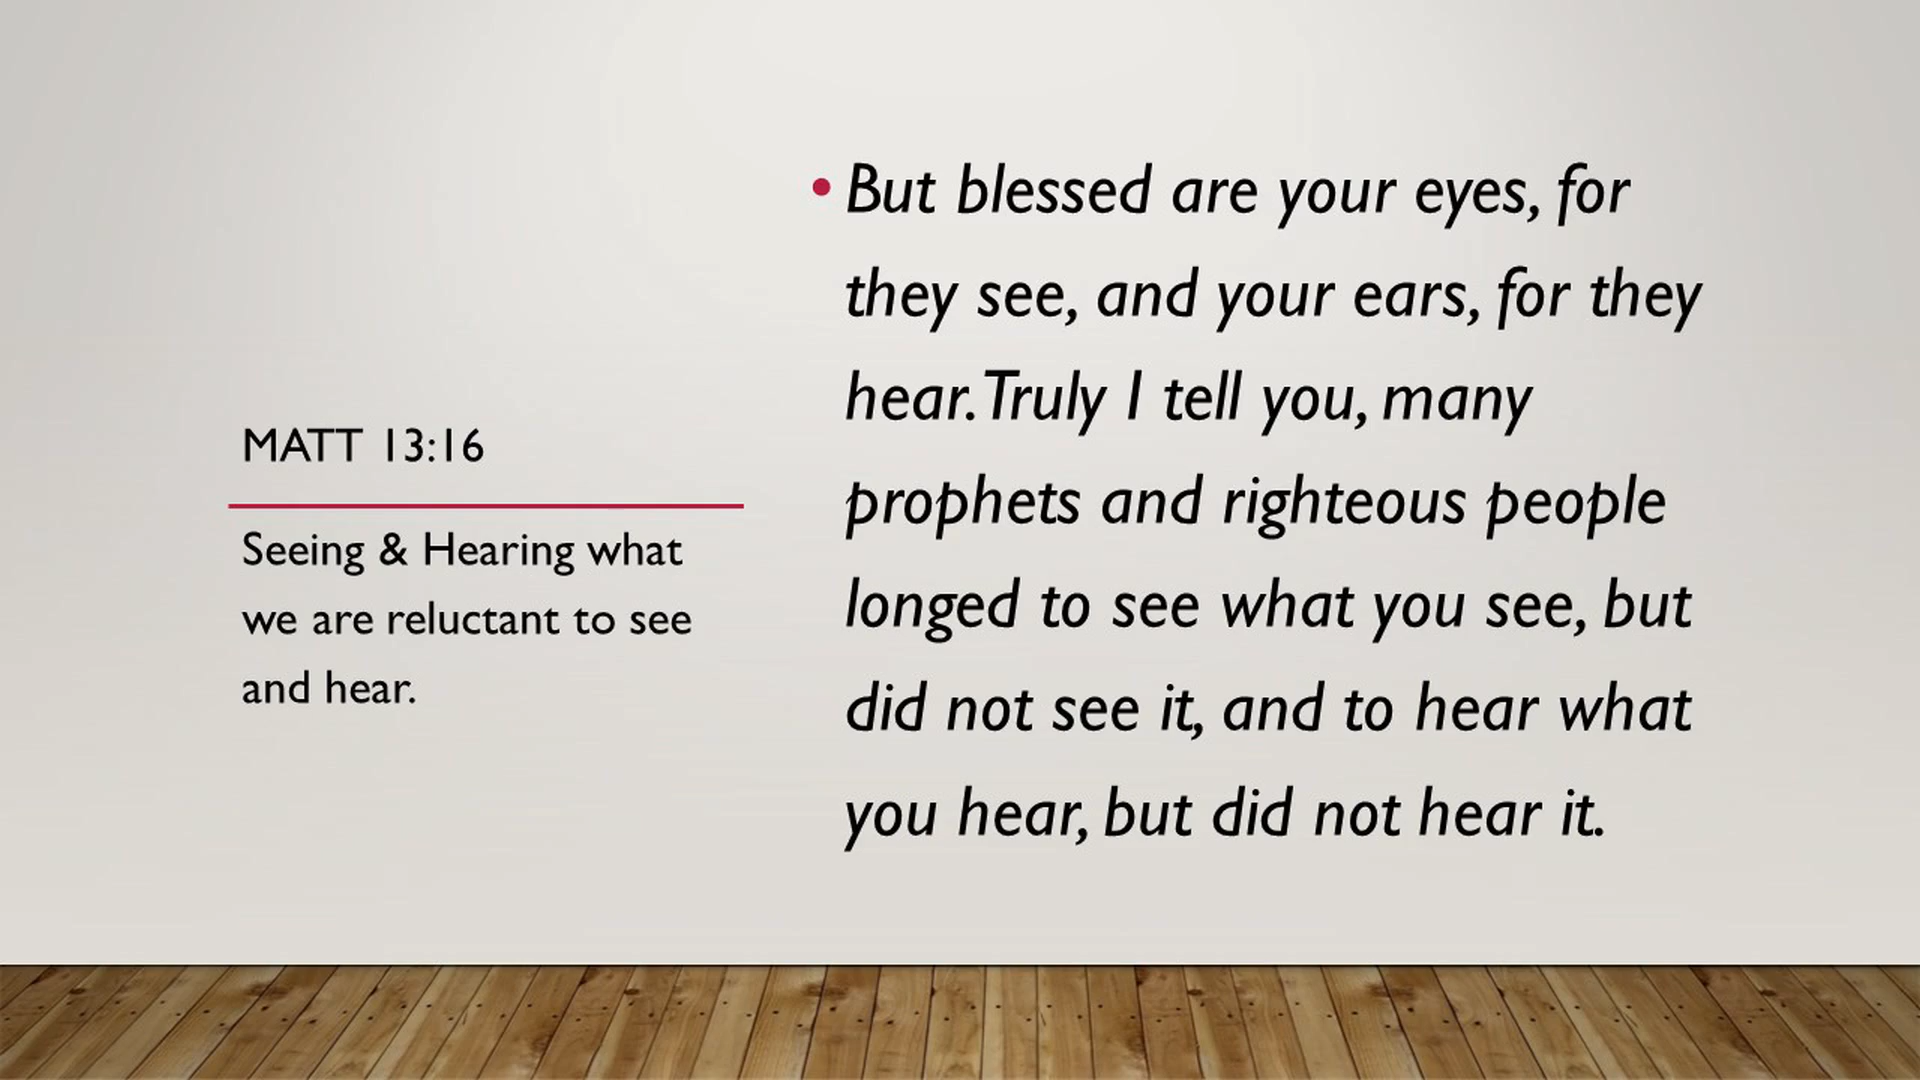 MATT 13:16
Seeing & Hearing what
we are reluctant to see
and hear.
• But blessed are your eyes, for
they see, and your ears, for they
hear. Truly I tell you, many
prophets and righteous people
longed to see what you see, but
did not see it, and to hear what
you hear, but did not hear it.